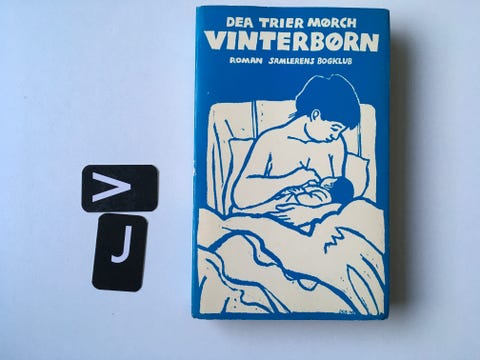 DEA TRIER MØRCH
VINTERBØRN
ROMAN SAMLERENS BOGKLUB
V
J